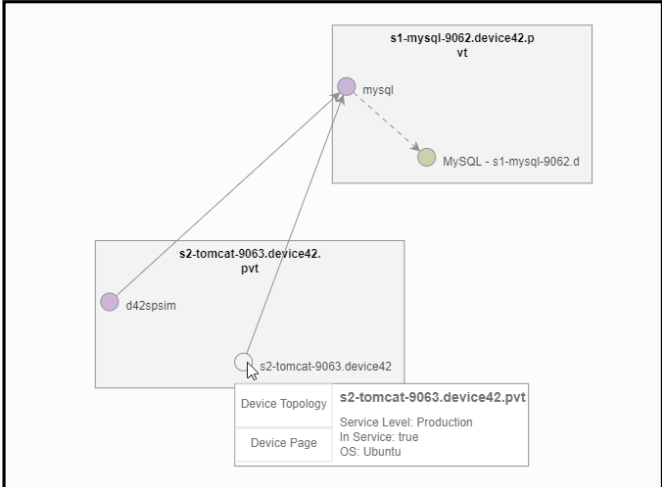 s1-mysql-9062.device42.p
vt
mysql
MySQL - s1-mysql-9062.d
s2-tomcat-9063.device42.
pvt
d42spsim
s2-tomcat-9063.device42
Device Topology
Device Page
s2-tomcat-9063.device42.pvt
Service Level: Production
In Service: true
OS: Ubuntu